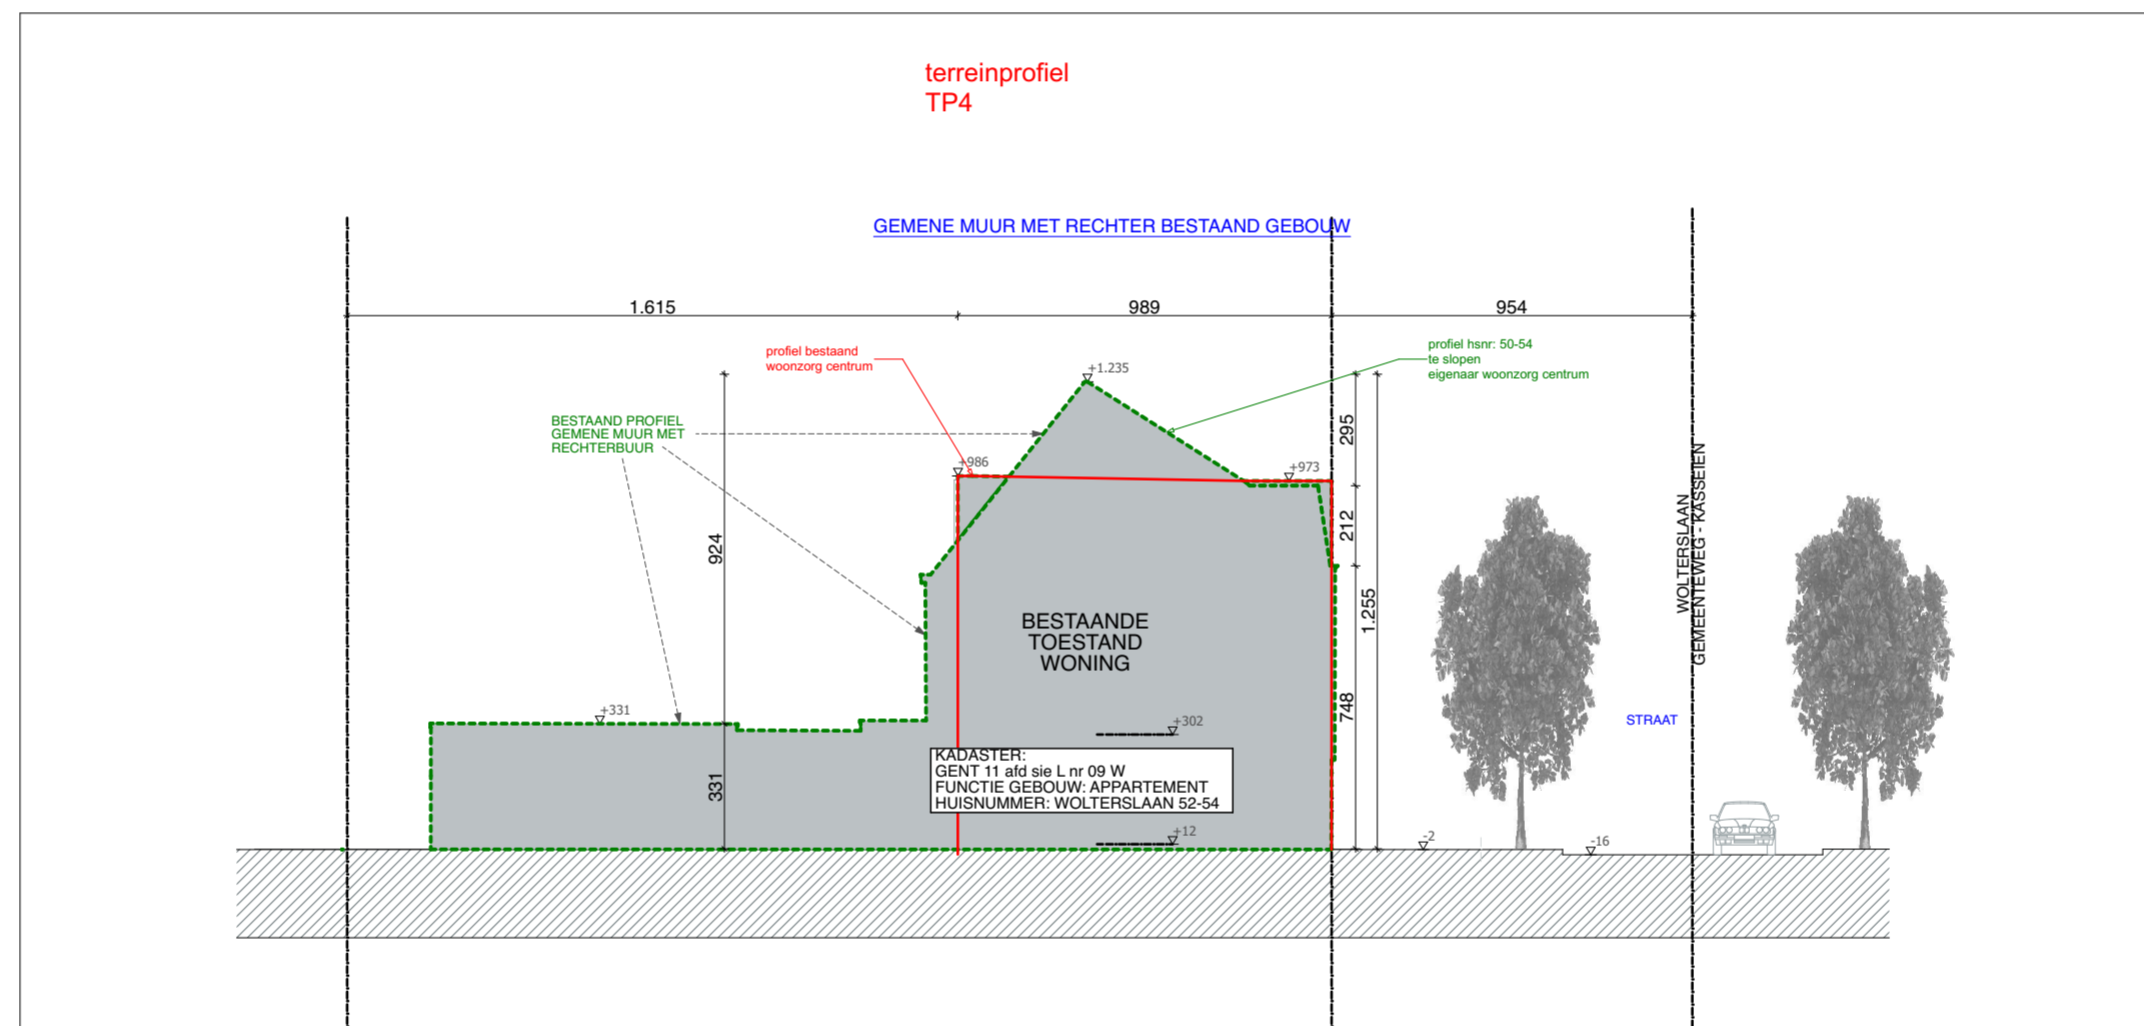 terreinprofiel
TP4
GEMENE MUUR MET RECHTER BESTAAND GEBOUW
1.615
989
954
profiel bestaand
woonzorg centrum
profiel hsnr: 50-54
te slopen
eigenaar woonzorg centrum
+1.235
BESTAAND PROFIEL
GEMENE MUUR MET
RECHTERBUUR
295
+986
+973
212
924
1.255
BESTAANDE
TOESTAND
WONING
WOLTERSLAAN
GEMEENTEWEG - KASSEIEN
+331
748
+302
STRAAT
331
KADASTER:
GENT 11 afd sie L nr 09 W
FUNCTIE GEBOUW: APPARTEMENT
HUISNUMMER: WOLTERSLAAN 52-54
+12
-2
-16